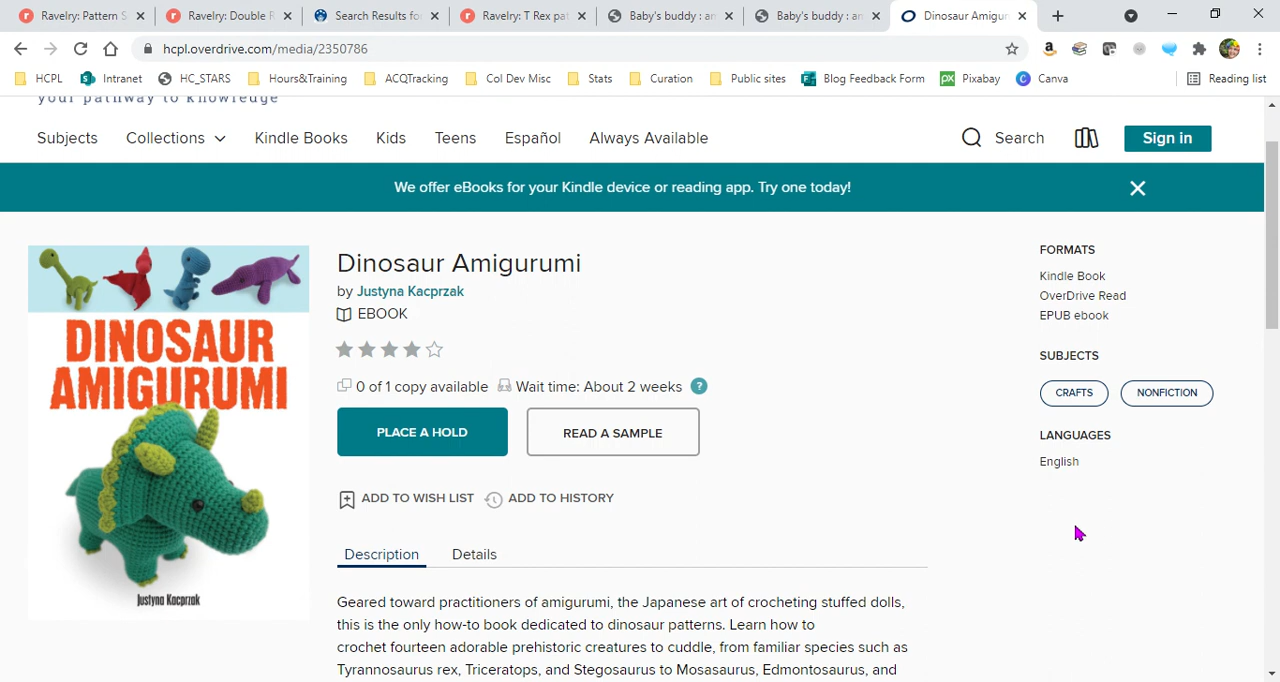 Ravelry: Pattern S
Ravelry: Double R
Search Results fo
Ravelry: T Rex pat
Baby's buddy : am
Baby's buddy : am
Dinosaur Amigur
hcpl.overdrive.com/media/2350786
HCPL
Intranet
HC_STARS
Hours&Training
ACQTracking
Col Dev Misc
Stats
Curation
Public sites
Blog Feedback Form
Pixabay
Canva
Reading list
your pathway to knowledge
Subjects
Collections
Kindle Books
Kids
Teens
Español
Always Available
Search
Sign in
We offer eBooks for your Kindle device or reading app. Try one today!
DINOSAUR
AMIGURUMI
Justyna Kacprzak
Dinosaur Amigurumi
by Justyna Kacprzak
EBOOK
0 of 1 copy available
Wait time: About 2 weeks
PLACE A HOLD
READ A SAMPLE
ADD TO WISH LIST
ADD TO HISTORY
Description
Details
Geared toward practitioners of amigurumi, the Japanese art of crocheting stuffed dolls,
this is the only how-to book dedicated to dinosaur patterns. Learn how to
crochet fourteen adorable prehistoric creatures to cuddle, from familiar species such as
Tyrannosaurus rex, Triceratops, and Stegosaurus to Mosasaurus, Edmontosaurus, and
FORMATS
Kindle Book
OverDrive Read
EPUB ebook
SUBJECTS
CRAFTS
NONFICTION
LANGUAGES
English